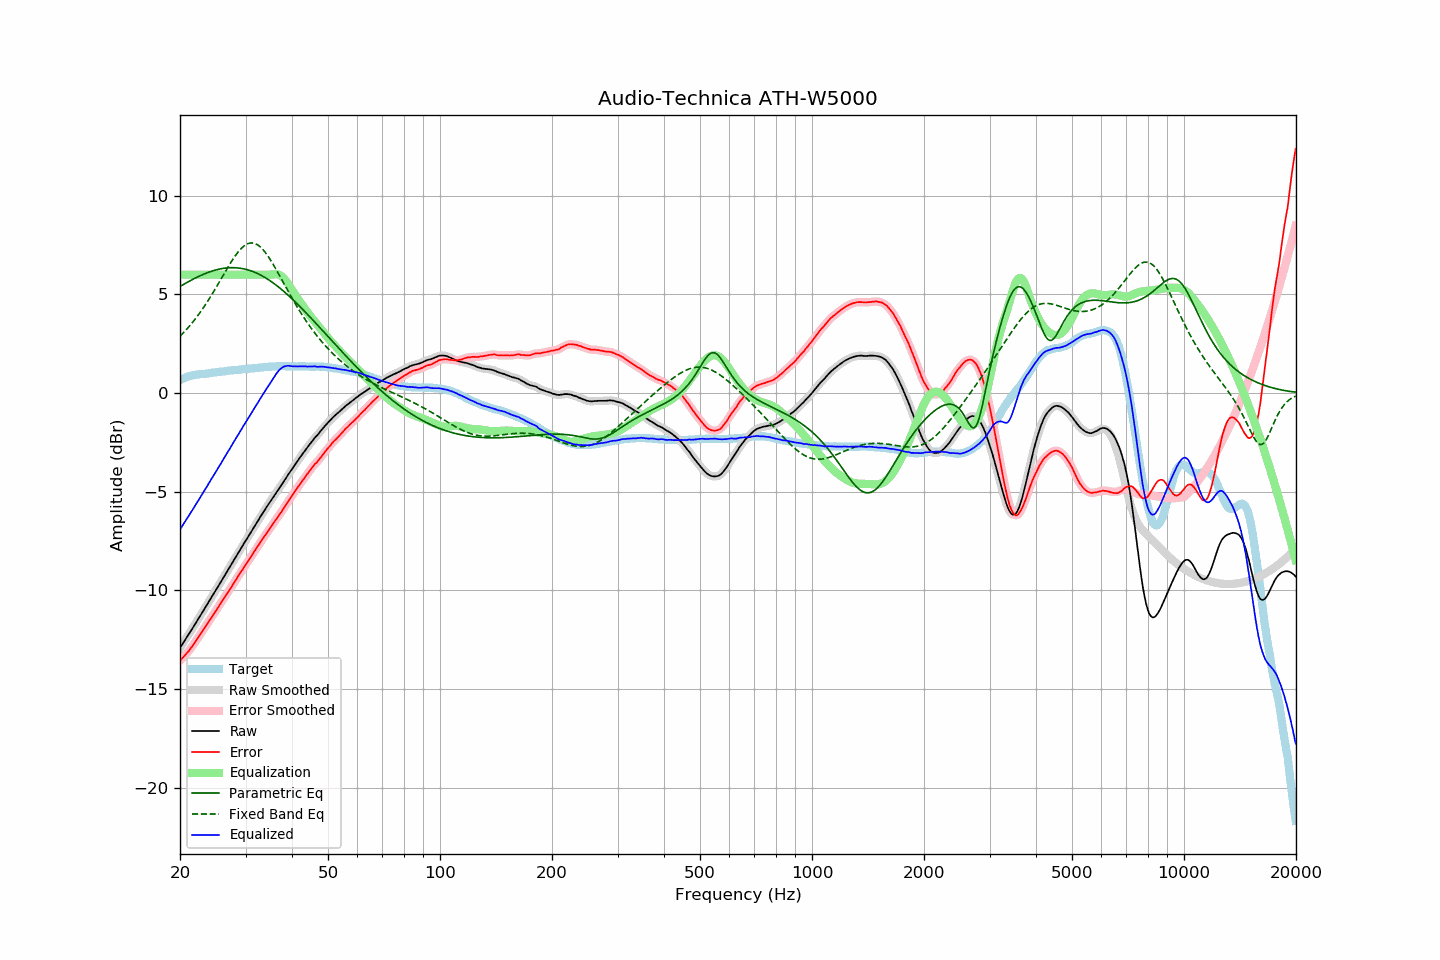 Audio-Technica ATH-W5000
Amplitude (dBr)
10
5
0
−5
−10
−15
−20
Target
Raw Smoothed
Error Smoothed
Raw
Error
Equalization
Parametric Eq
Fixed Band Eq
Equalized
20 50 100 200 500 1000 2000 5000 10000 20000
Frequency (Hz)